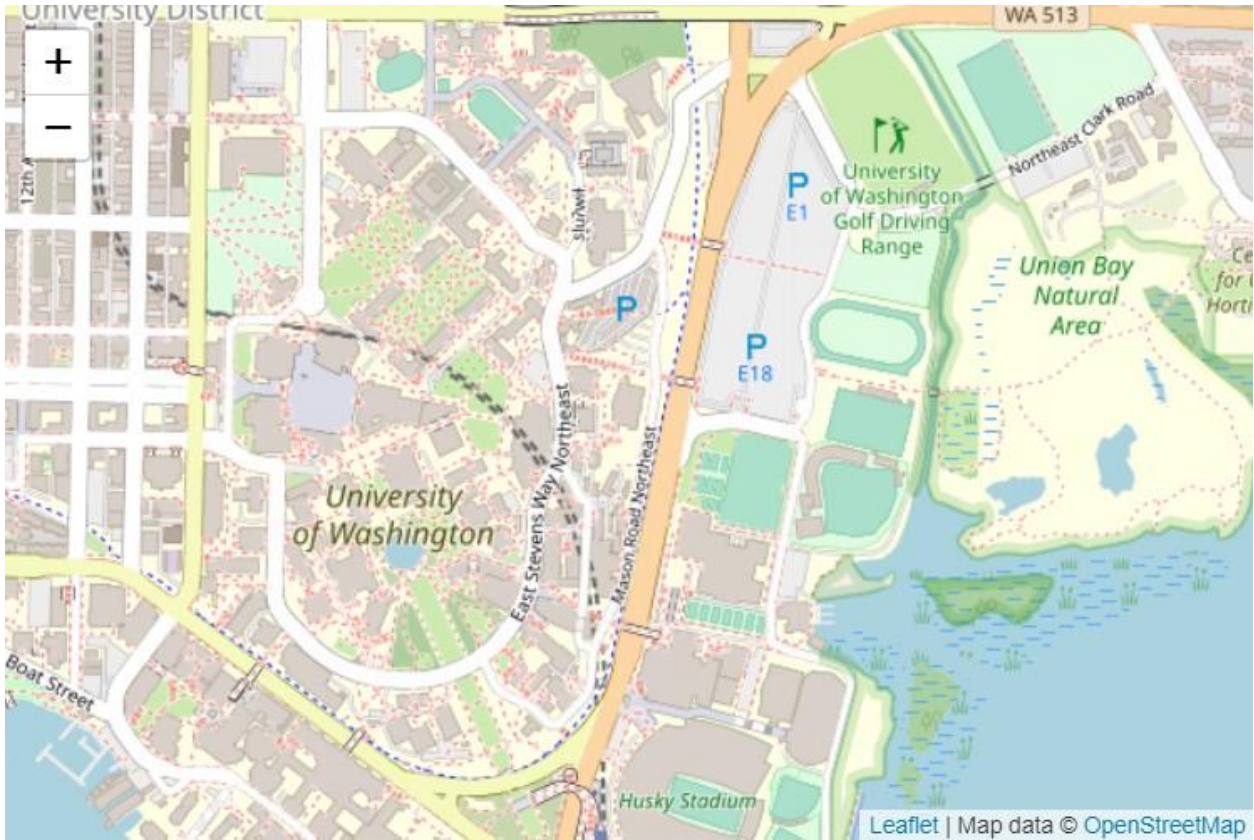 University District
WA 513
+
−
12th A
Northeast Clark Road
P
E1
University
of Washington
Golf Driving
Range
Union Bay
Natural
Area
Ce
for U
Horti
P
P
E18
East Stevens Way Northeast
Mason Road Northeast
University
of Washington
Boat Street
Husky Stadium
Leaflet | Map data © OpenStreetMap